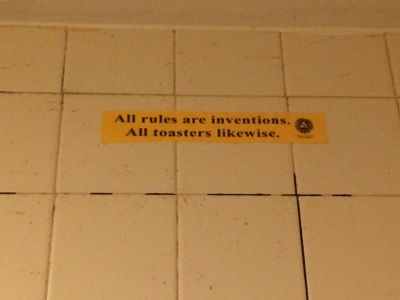 All rules are inventions.
All toasters likewise.